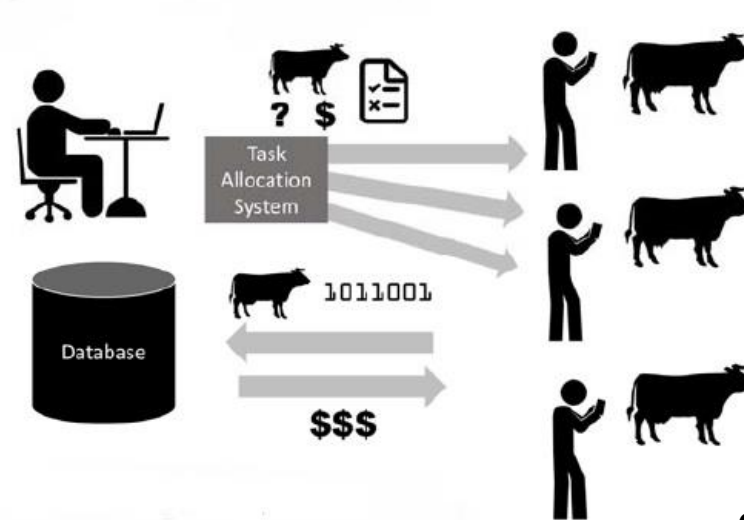 ? $
Task
Allocation
System
1011001
Database
$$$